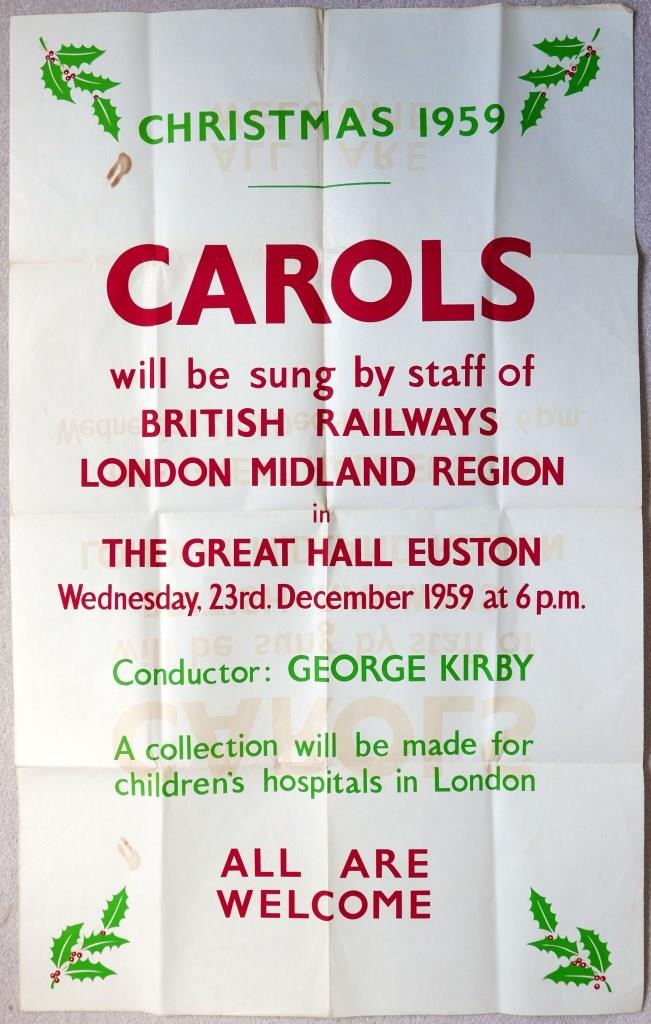 CHRISTMAS 1959
CAROLS
will be sung by staff of
BRITISH RAILWAYS
LONDON MIDLAND REGION
in
THE GREAT HALL EUSTON
Wednesday, 23rd. December 1959 at 6 p.m.
Conductor: GEORGE KIRBY
A collection will be made for
children's hospitals in London
ALL ARE
WELCOME